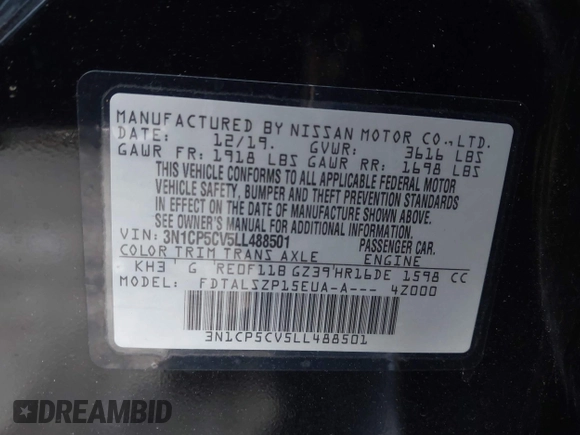 MANUFACTURED BY NISSAN MOTOR CO.,LTD.
DATE: 12/19. GVWR: 3616 LBS
GAWR FR: 1918 LBS GAWR RR: 1698 LBS
THIS VEHICLE CONFORMS TO ALL APPLICABLE FEDERAL MOTOR
VEHICLE SAFETY, BUMPER AND THEFT PREVENTION STANDARDS
IN EFFECT ON THE DATE OF MANUFACTURE SHOWN ABOVE.
SEE OWNER'S MANUAL FOR ADDITIONAL INFORMATION.
VIN: 3N1CP5CV5LL488501 PASSENGER CAR.
COLOR TRIM TRANS AXLE ENGINE
KH3 G RE0F11B GZ39 HR16DE 1598 CC
MODEL: FDTALSZP15EUA-A--- 4Z000
3N1CP5CV5LL488501
DREAMBID